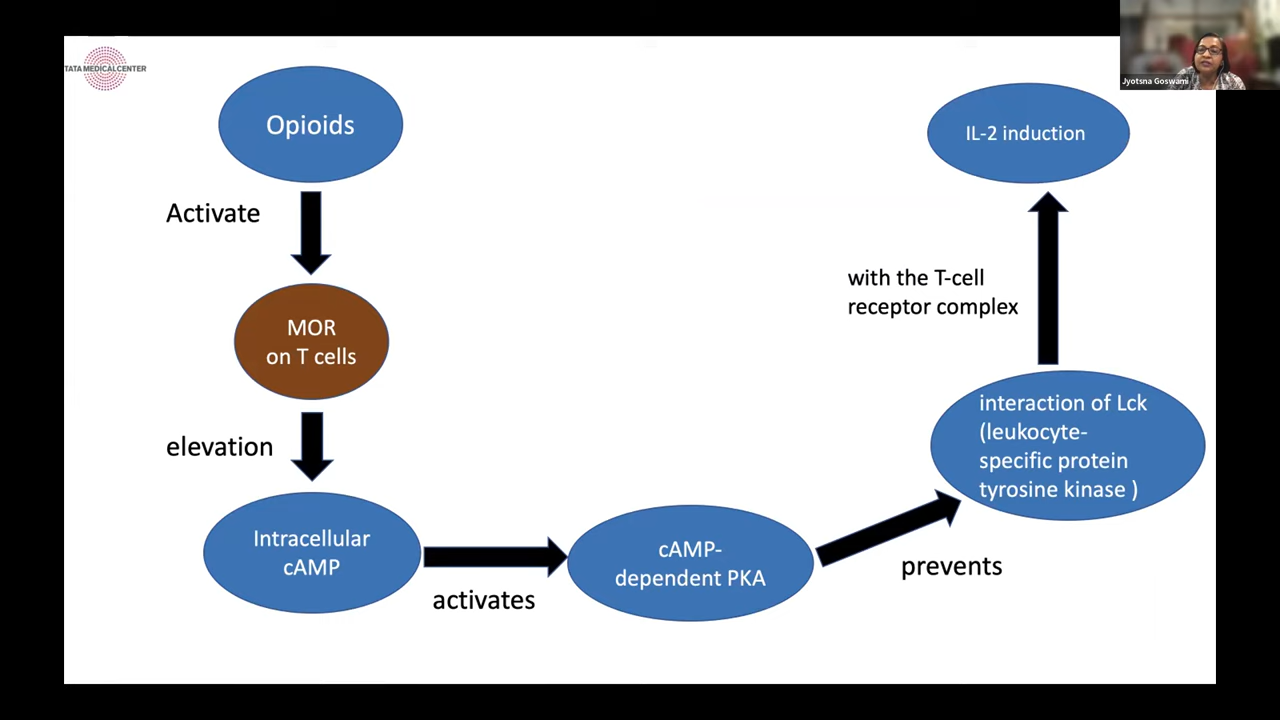 TATA MEDICAL CENTER
Jyotsna Goswami
Opioids
Activate
MOR
on T cells
elevation
Intracellular
cAMP
activates
cAMP-
dependent PKA
prevents
interaction of Lck
(leukocyte-
specific protein
tyrosine kinase )
with the T-cell
receptor complex
IL-2 induction